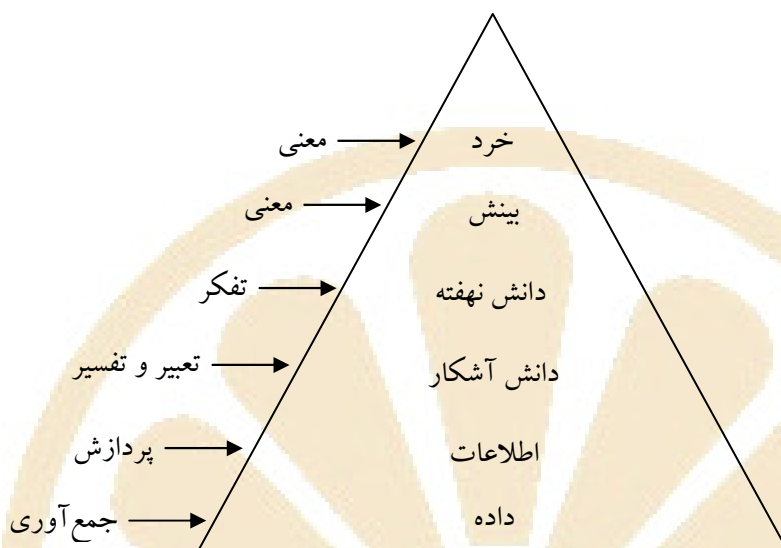 خرد معنی
بینش معنی
دانش نهفته تفکر
دانش آشکار تعبیر و تفسیر
اطلاعات پردازش
داده جمع‌آوری